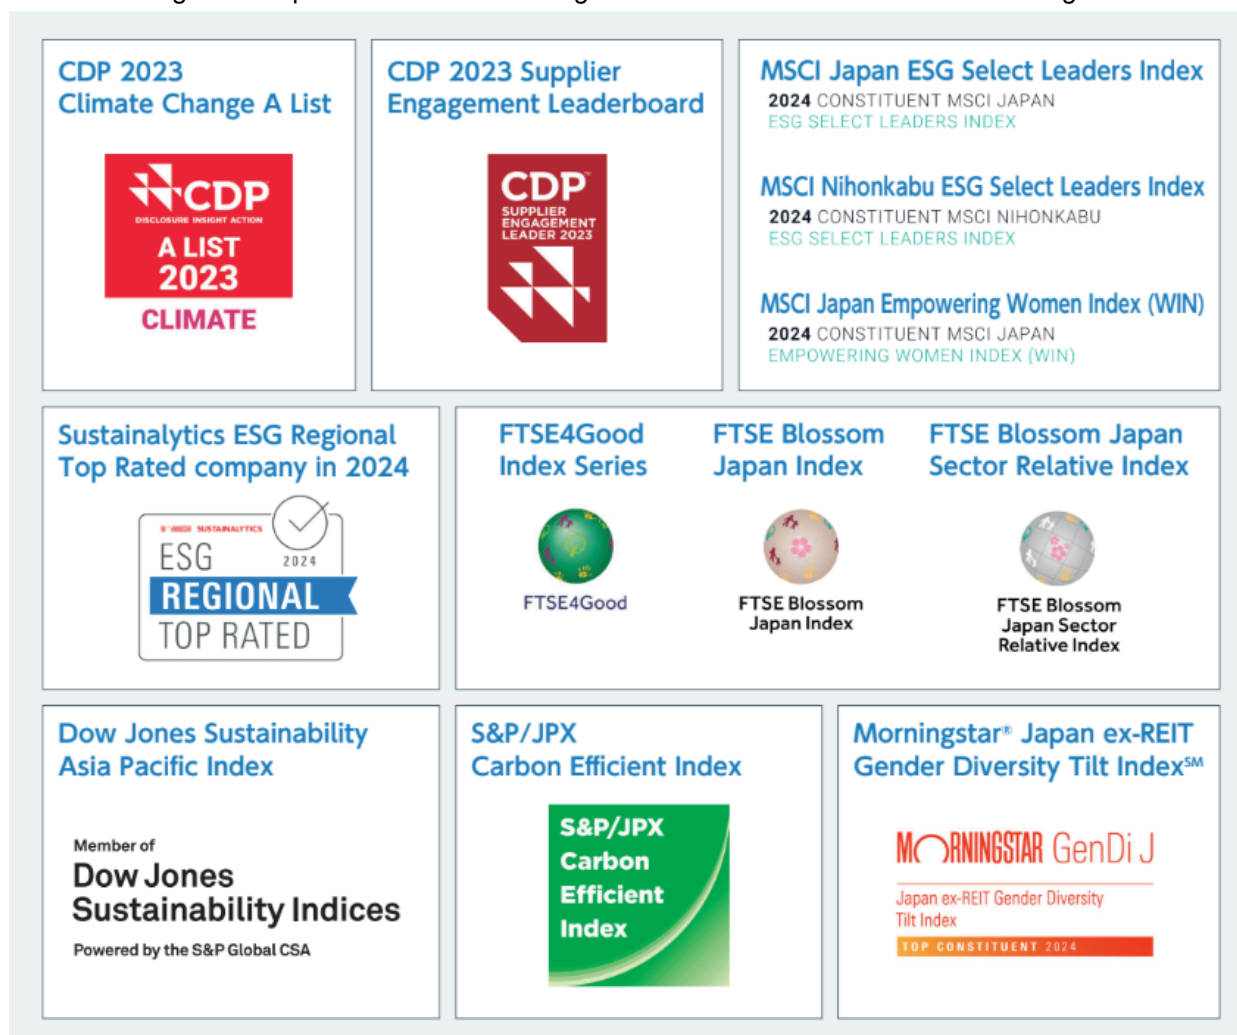 CDP 2023
Climate Change A List
CDP
DISCLOSURE INSIGHT ACTION
A LIST
2023
CLIMATE
CDP 2023 Supplier
Engagement Leaderboard
CDP™
SUPPLIER
ENGAGEMENT
LEADER 2023
MSCI Japan ESG Select Leaders Index
2024 CONSTITUENT MSCI JAPAN
ESG SELECT LEADERS INDEX
MSCI Nihonkabu ESG Select Leaders Index
2024 CONSTITUENT MSCI NIHONKABU
ESG SELECT LEADERS INDEX
MSCI Japan Empowering Women Index (WIN)
2024 CONSTITUENT MSCI JAPAN
EMPOWERING WOMEN INDEX (WIN)
Sustainalytics ESG Regional
Top Rated company in 2024
SUSTAINALYTICS
ESG
2024
REGIONAL
TOP RATED
FTSE4Good
Index Series
FTSE4Good
FTSE Blossom
Japan Index
FTSE Blossom
Japan Index
FTSE Blossom Japan
Sector Relative Index
FTSE Blossom
Japan Sector
Relative Index
Dow Jones Sustainability
Asia Pacific Index
Member of
Dow Jones
Sustainability Indices
Powered by the S&P Global CSA
S&P/JPX
Carbon Efficient Index
S&P/JPX
Carbon
Efficient
Index
Morningstar® Japan ex-REIT
Gender Diversity Tilt Index℠
MORNINGSTAR GenDi J
Japan ex-REIT Gender Diversity
Tilt Index
TOP CONSTITUENT 2024